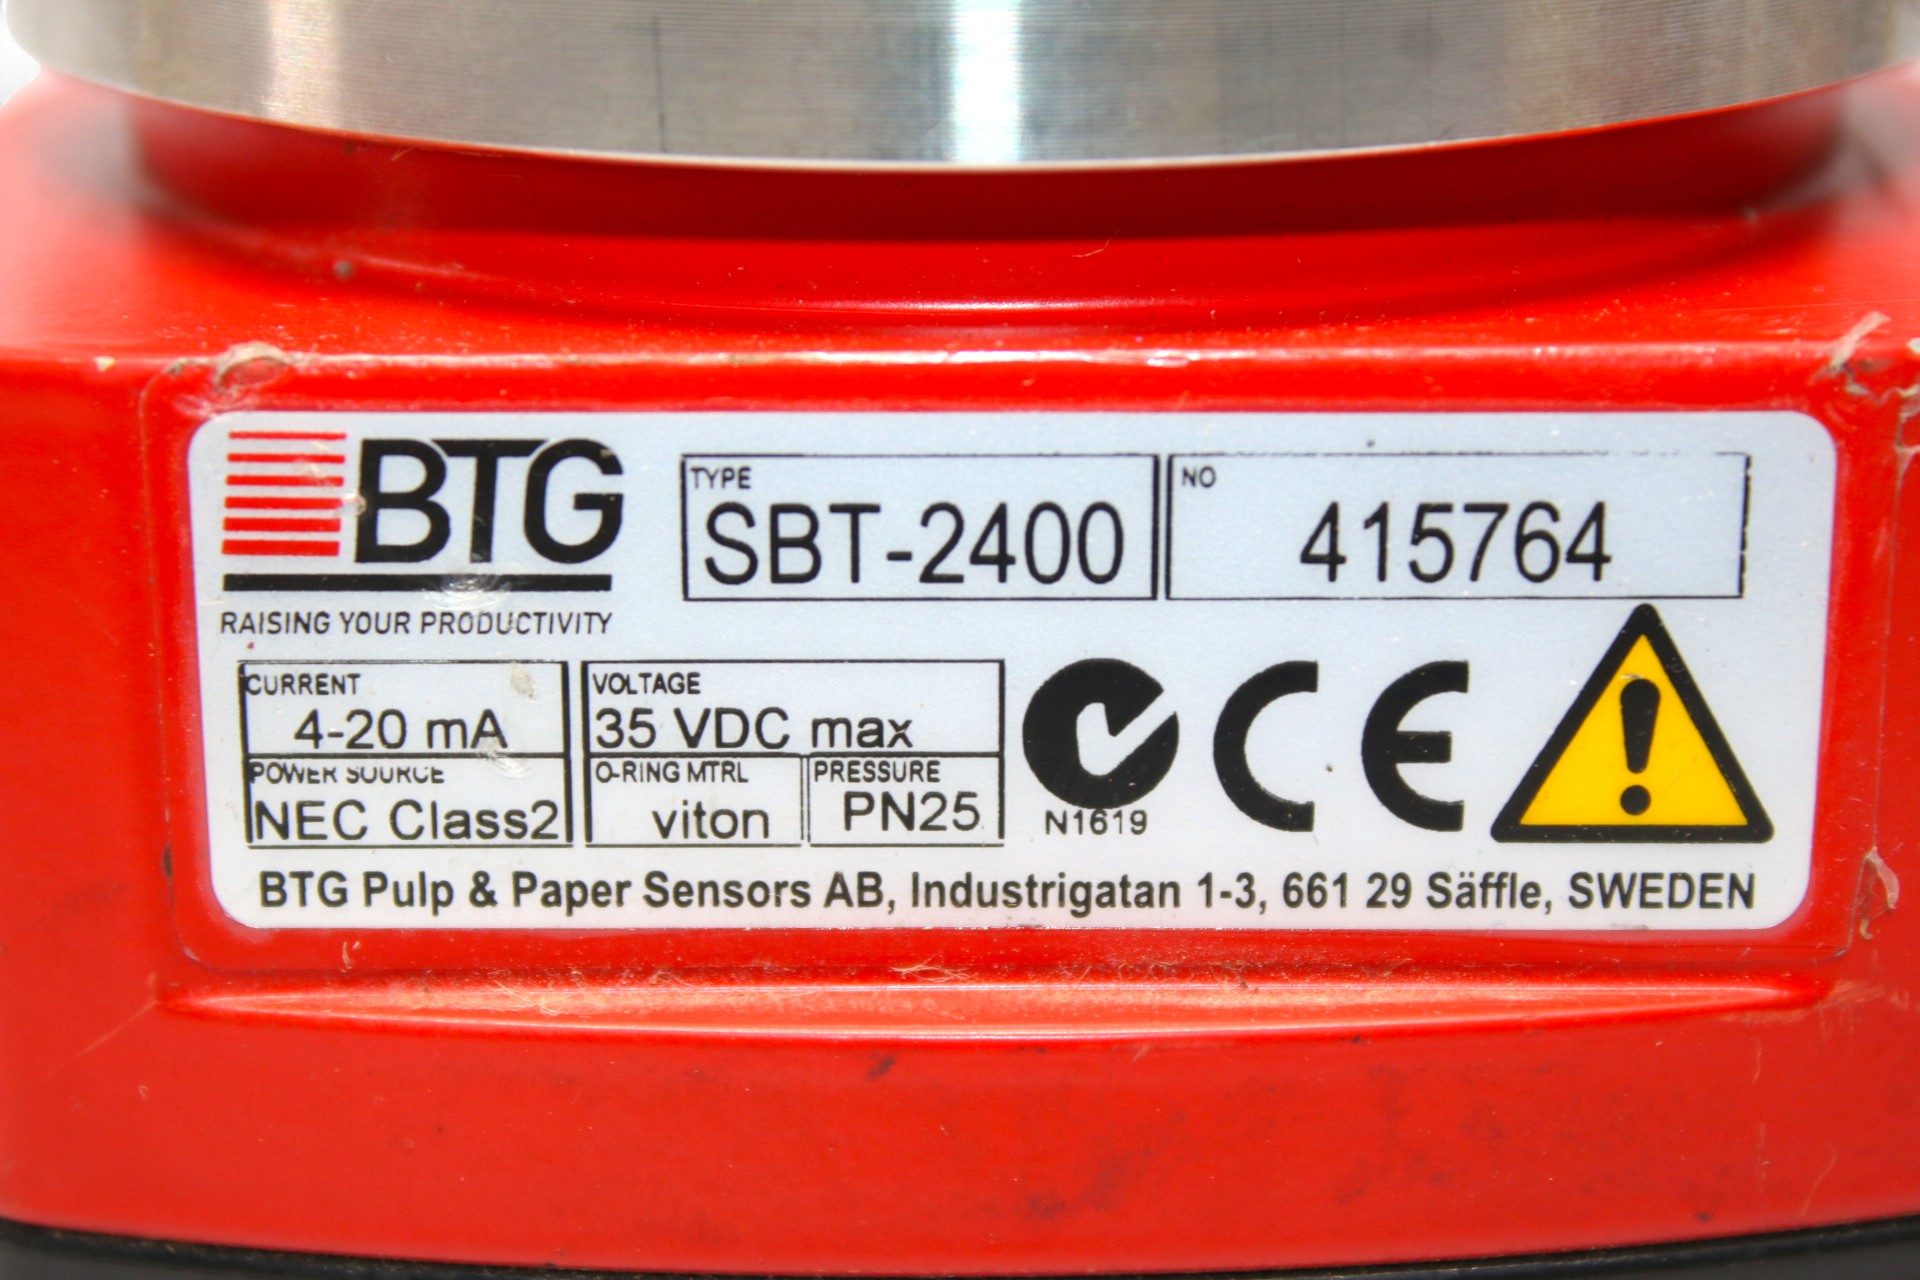 BTG
RAISING YOUR PRODUCTIVITY
TYPE
SBT-2400
NO
415764
CURRENT
4-20 mA
VOLTAGE
35 VDC max
POWER SOURCE
NEC Class2
O-RING MTRL
viton
PRESSURE
PN25
N1619
CE
BTG Pulp & Paper Sensors AB, Industrigatan 1-3, 661 29 Säffle, SWEDEN